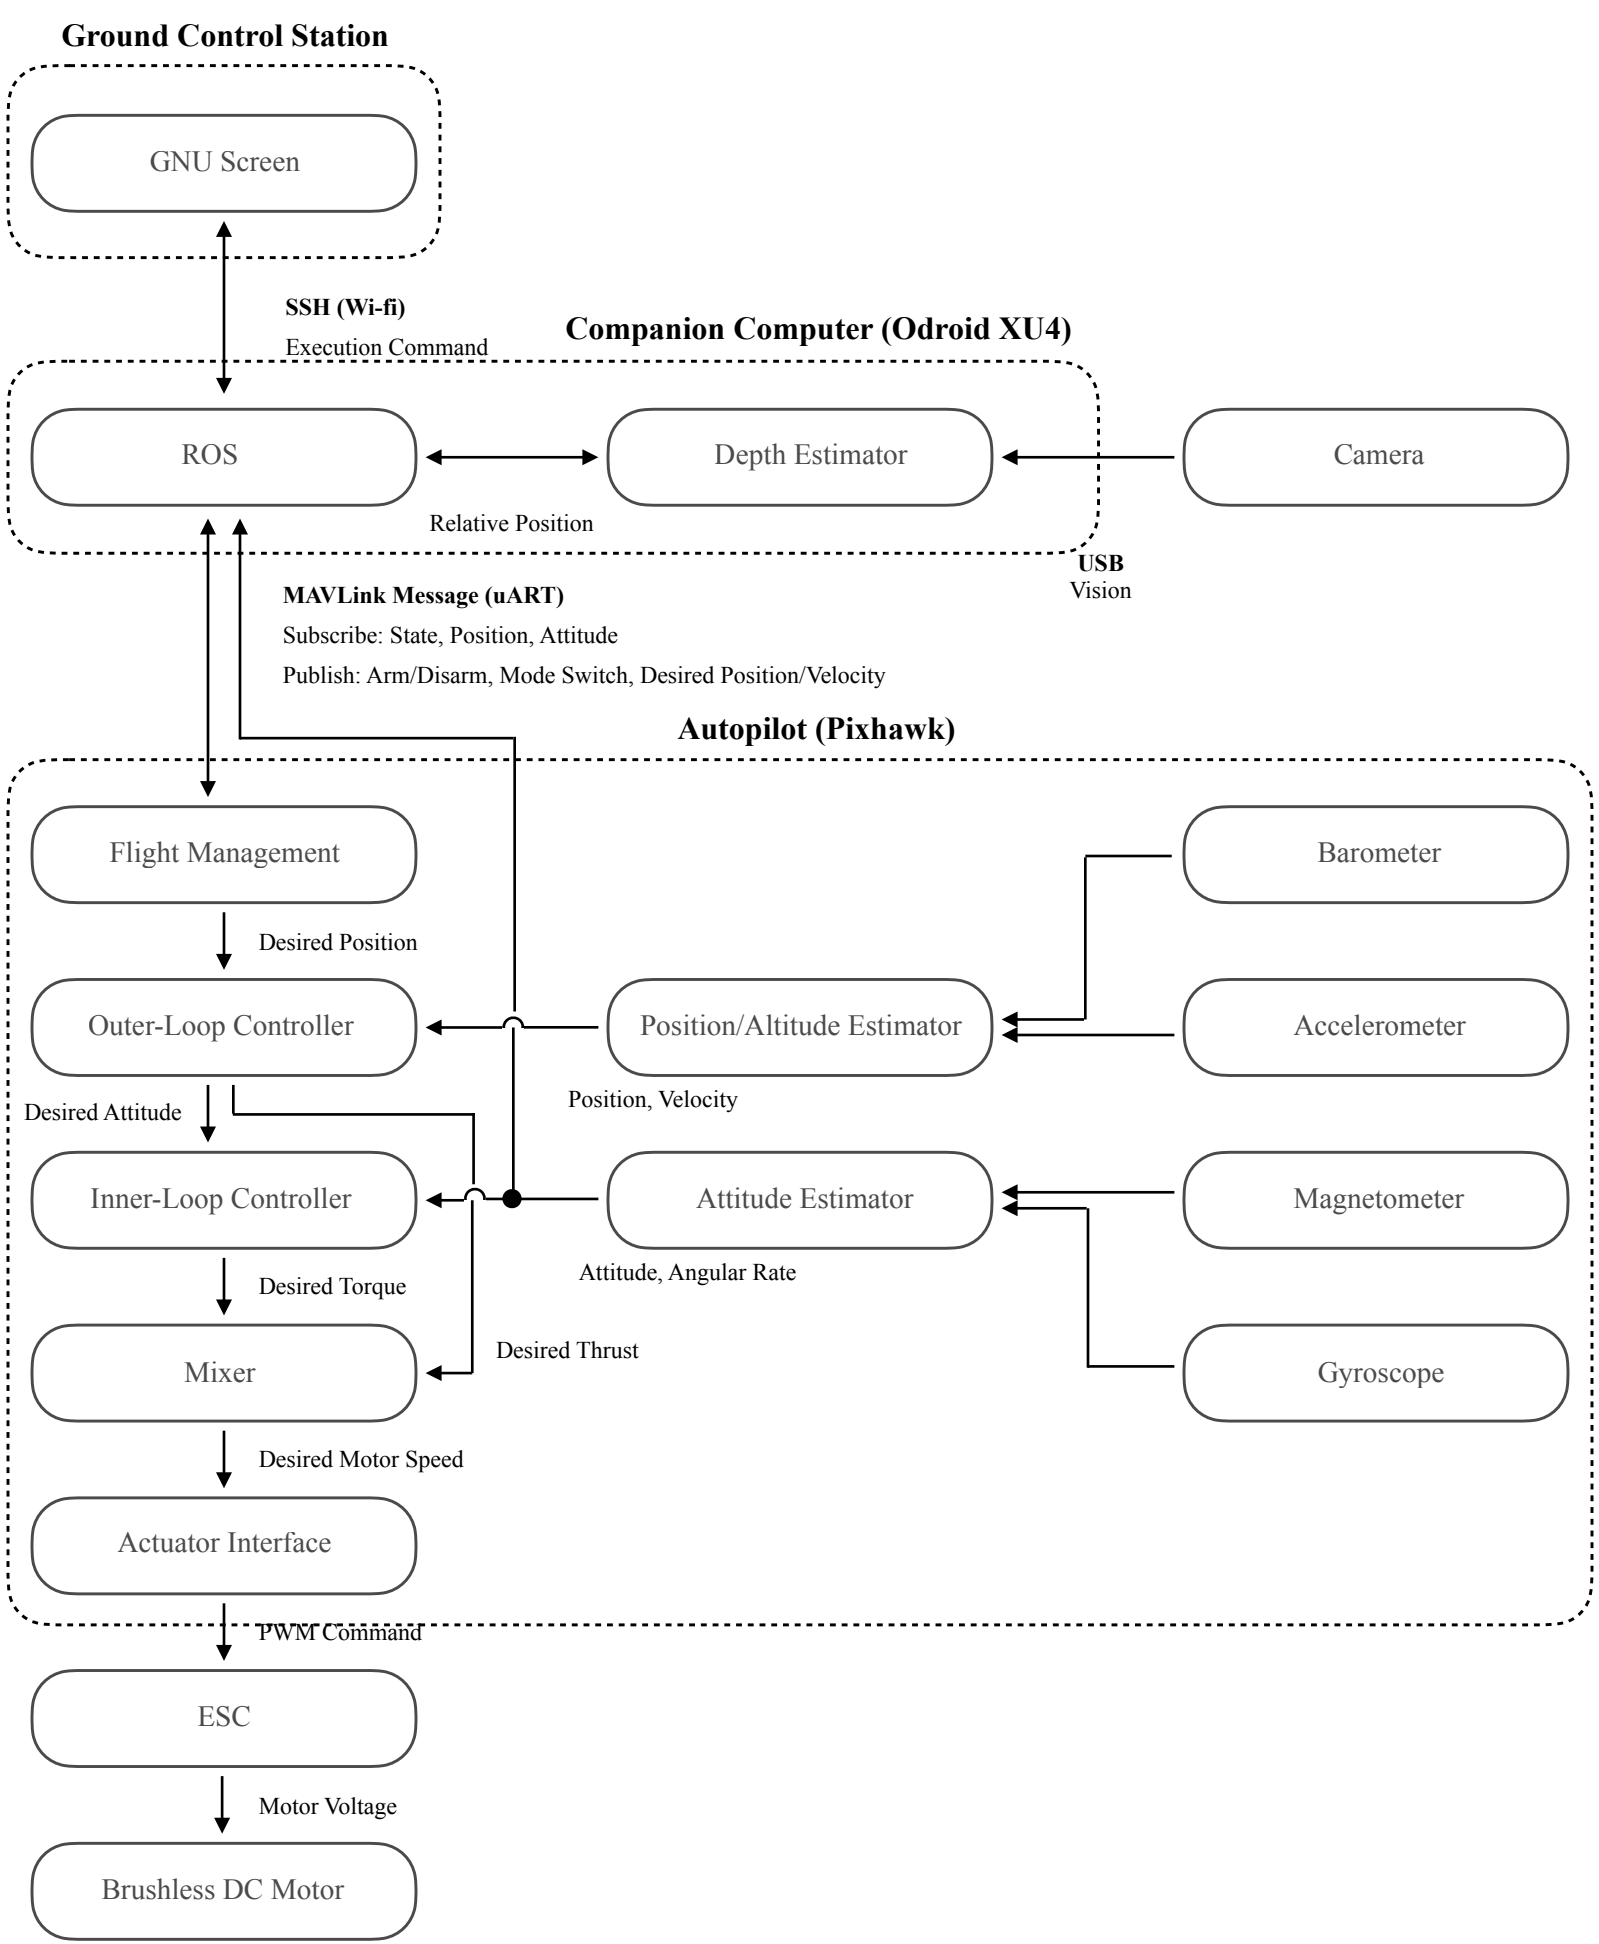 Ground Control Station
GNU Screen
SSH (Wi-fi)
Execution Command
Companion Computer (Odroid XU4)
ROS
Depth Estimator
Camera
Relative Position
USB
Vision
MAVLink Message (uART)
Subscribe: State, Position, Attitude
Publish: Arm/Disarm, Mode Switch, Desired Position/Velocity
Autopilot (Pixhawk)
Flight Management
Barometer
Desired Position
Outer-Loop Controller
Position/Altitude Estimator
Accelerometer
Desired Attitude
Position, Velocity
Inner-Loop Controller
Attitude Estimator
Magnetometer
Desired Torque
Attitude, Angular Rate
Desired Thrust
Mixer
Gyroscope
Desired Motor Speed
Actuator Interface
PWM Command
ESC
Motor Voltage
Brushless DC Motor